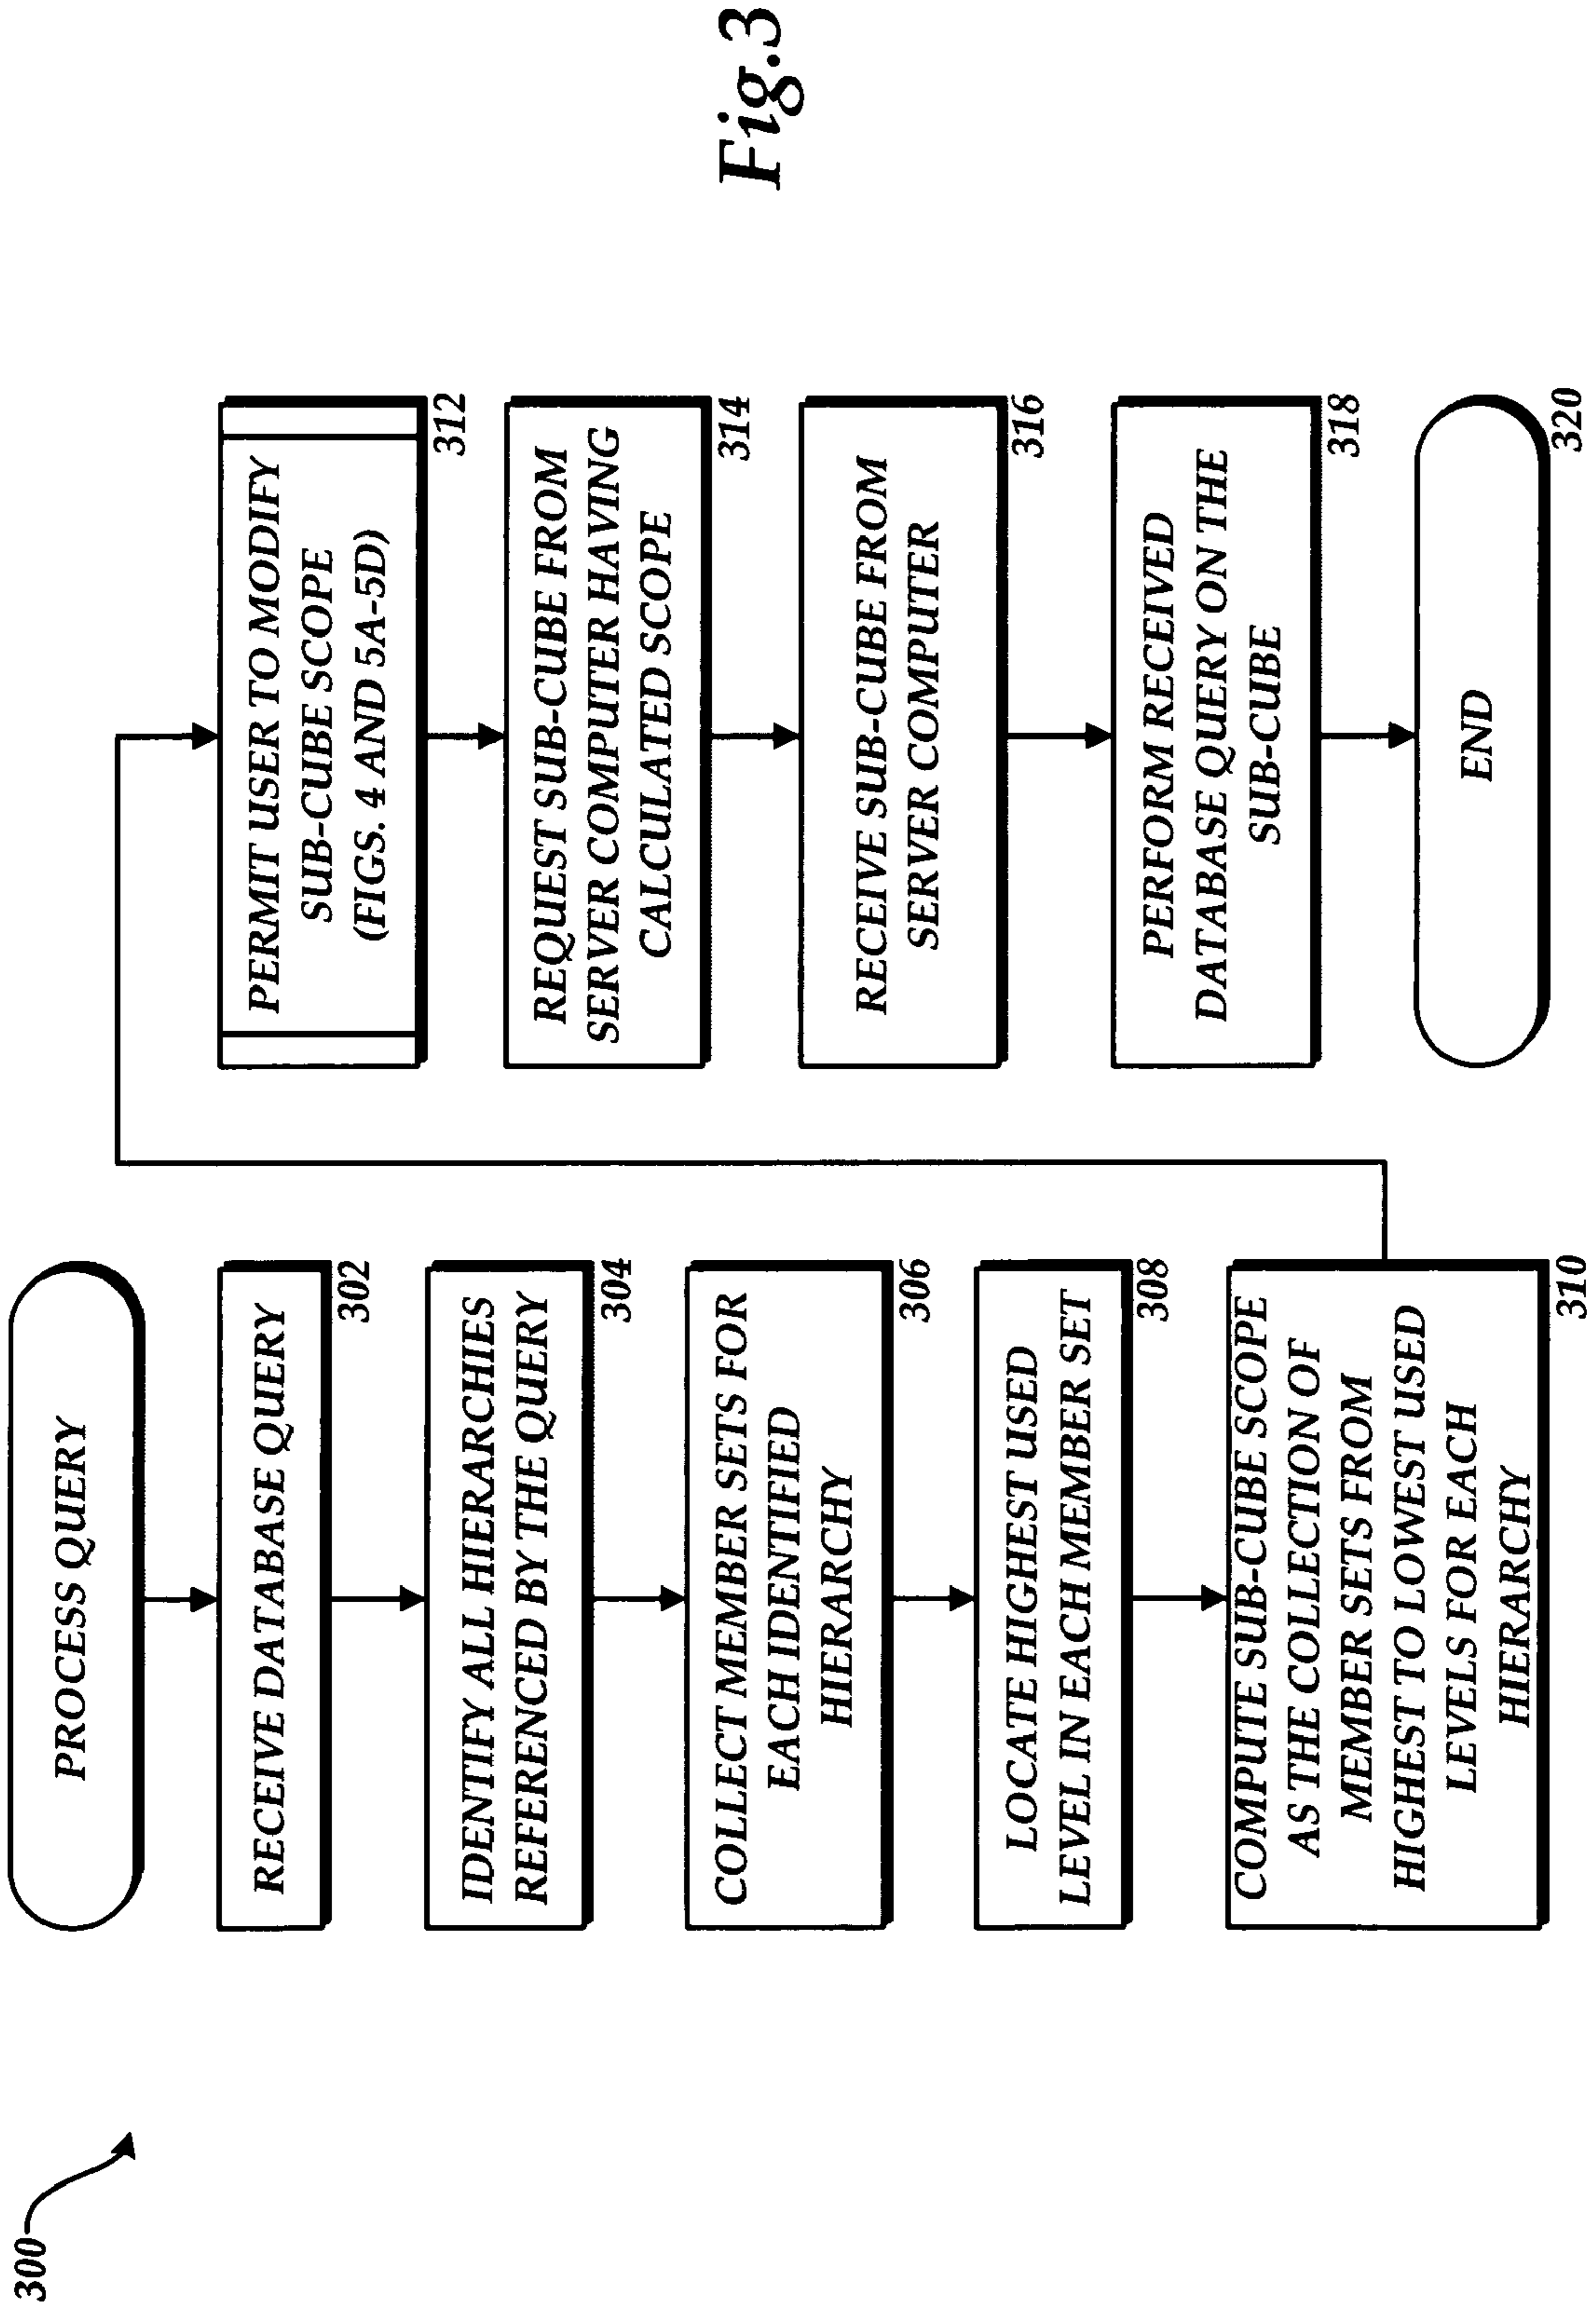 300
PROCESS QUERY
RECEIVE DATABASE QUERY
302
IDENTIFY ALL HIERARCHIES
REFERENCED BY THE QUERY
304
COLLECT MEMBER SETS FOR
EACH IDENTIFIED
HIERARCHY
306
LOCATE HIGHEST USED
LEVEL IN EACH MEMBER SET
308
COMPUTE SUB-CUBE SCOPE
AS THE COLLECTION OF
MEMBER SETS FROM
HIGHEST TO LOWEST USED
LEVELS FOR EACH
HIERARCHY
310
PERMIT USER TO MODIFY
SUB-CUBE SCOPE
(FIGS. 4 AND 5A-5D)
312
REQUEST SUB-CUBE FROM
SERVER COMPUTER HAVING
CALCULATED SCOPE
314
RECEIVE SUB-CUBE FROM
SERVER COMPUTER
316
PERFORM RECEIVED
DATABASE QUERY ON THE
SUB-CUBE
318
END
320
Fig.3